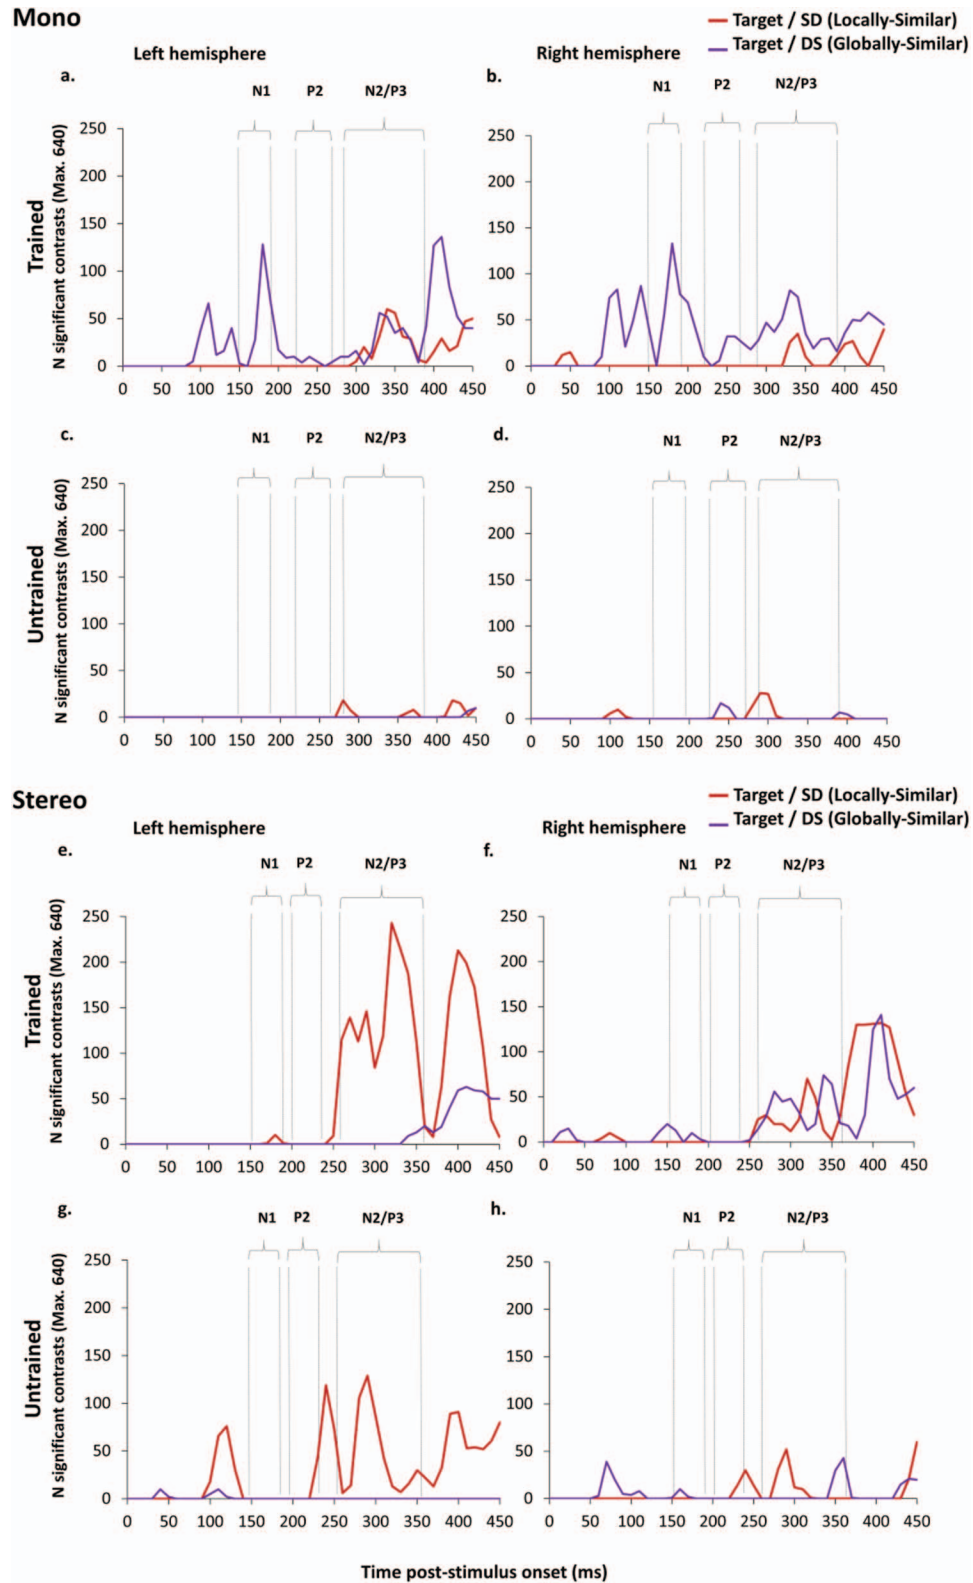 Mono
Target / SD (Locally-Similar)
Target / DS (Globally-Similar)
Left hemisphere
Right hemisphere
a.
N1 P2 N2/P3
b.
N1 P2 N2/P3
Trained
N significant contrasts (Max. 640)
250
200
150
100
50
0
0 50 100 150 200 250 300 350 400 450
250
200
150
100
50
0
0 50 100 150 200 250 300 350 400 450
c.
N1 P2 N2/P3
d.
N1 P2 N2/P3
Untrained
N significant contrasts (Max. 640)
250
200
150
100
50
0
0 50 100 150 200 250 300 350 400 450
250
200
150
100
50
0
0 50 100 150 200 250 300 350 400 450
Stereo
Target / SD (Locally-Similar)
Target / DS (Globally-Similar)
Left hemisphere
Right hemisphere
e.
N1 P2 N2/P3
f.
N1 P2 N2/P3
Trained
N significant contrasts (Max. 640)
250
200
150
100
50
0
0 50 100 150 200 250 300 350 400 450
250
200
150
100
50
0
0 50 100 150 200 250 300 350 400 450
g.
N1 P2 N2/P3
h.
N1 P2 N2/P3
Untrained
N significant contrasts (Max. 640)
250
200
150
100
50
0
0 50 100 150 200 250 300 350 400 450
250
200
150
100
50
0
0 50 100 150 200 250 300 350 400 450
Time post-stimulus onset (ms)